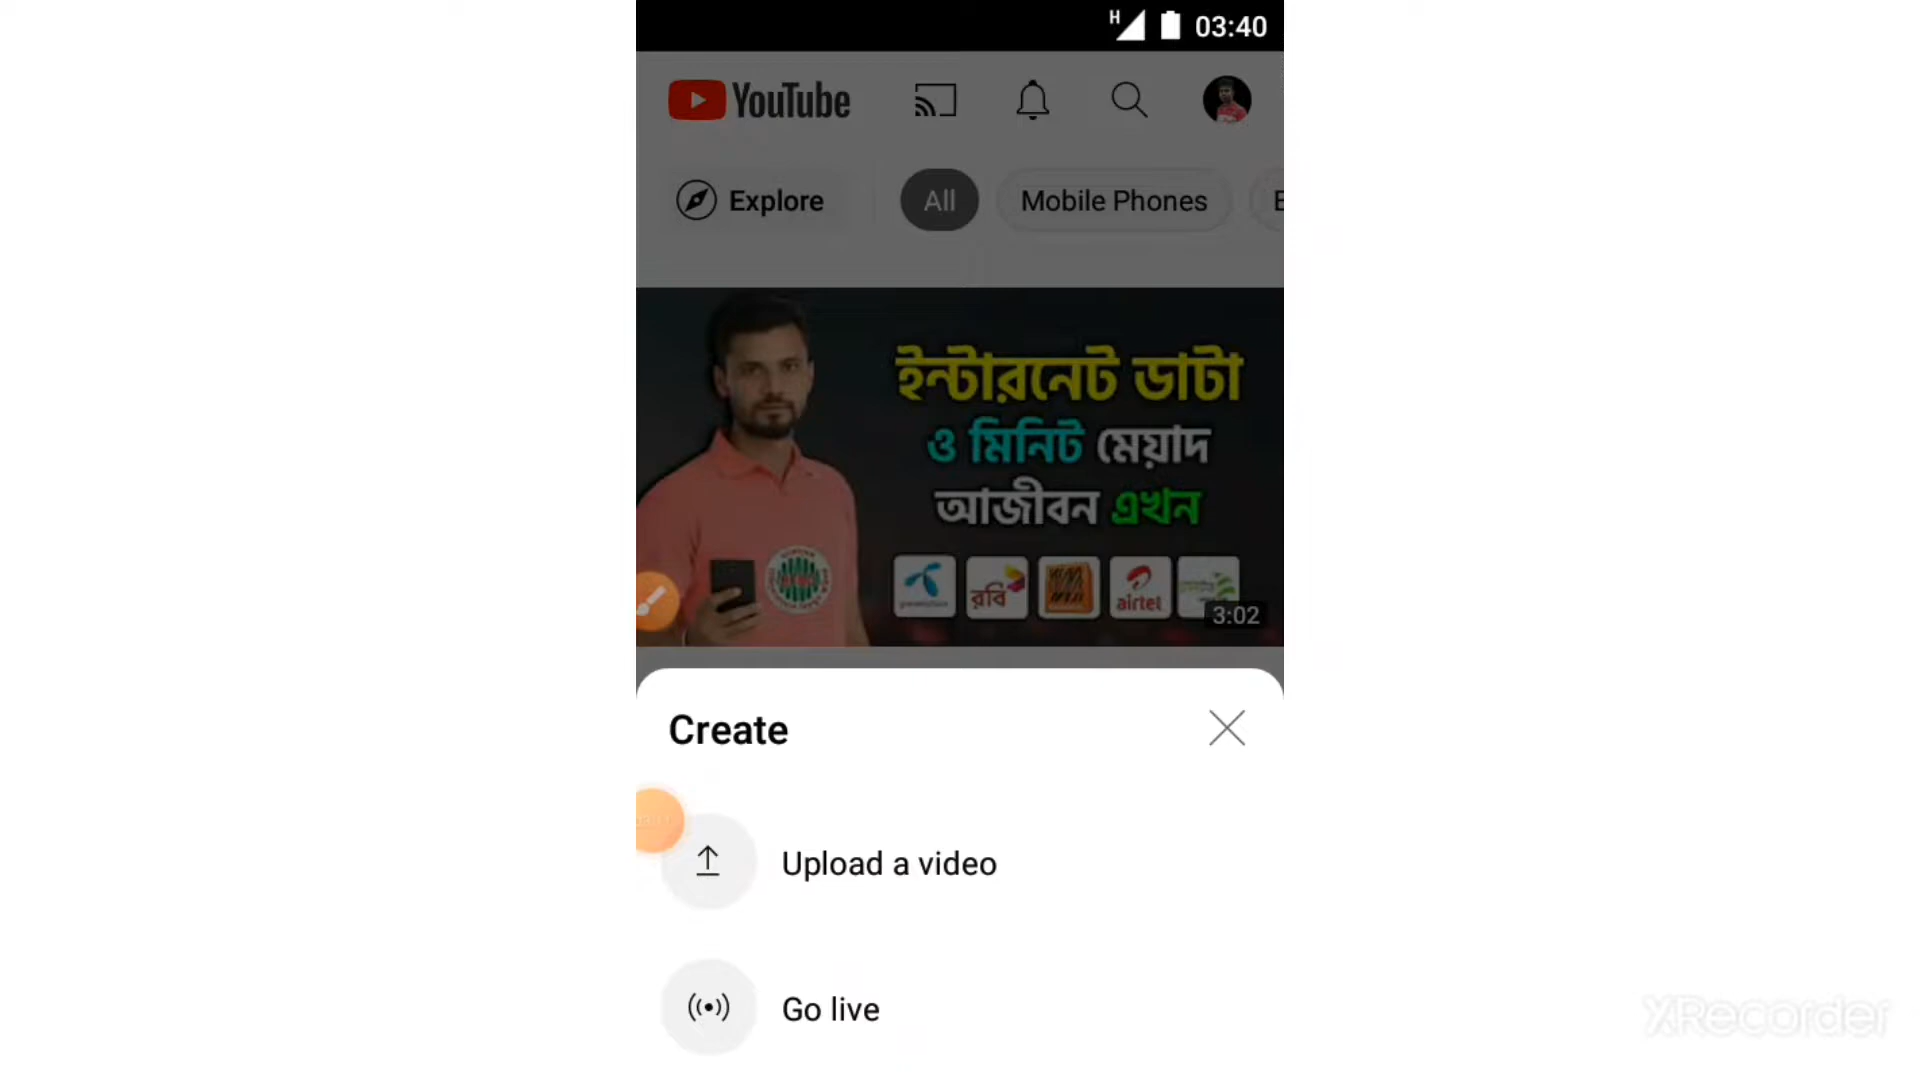 H 03:40
YouTube
Explore All Mobile Phones E
ইন্টারনেট ডাটা
ও মিনিট মেয়াদ
আজীবন এখন
রবি airtel
3:02
Create
Upload a video
Go live
XRecorder